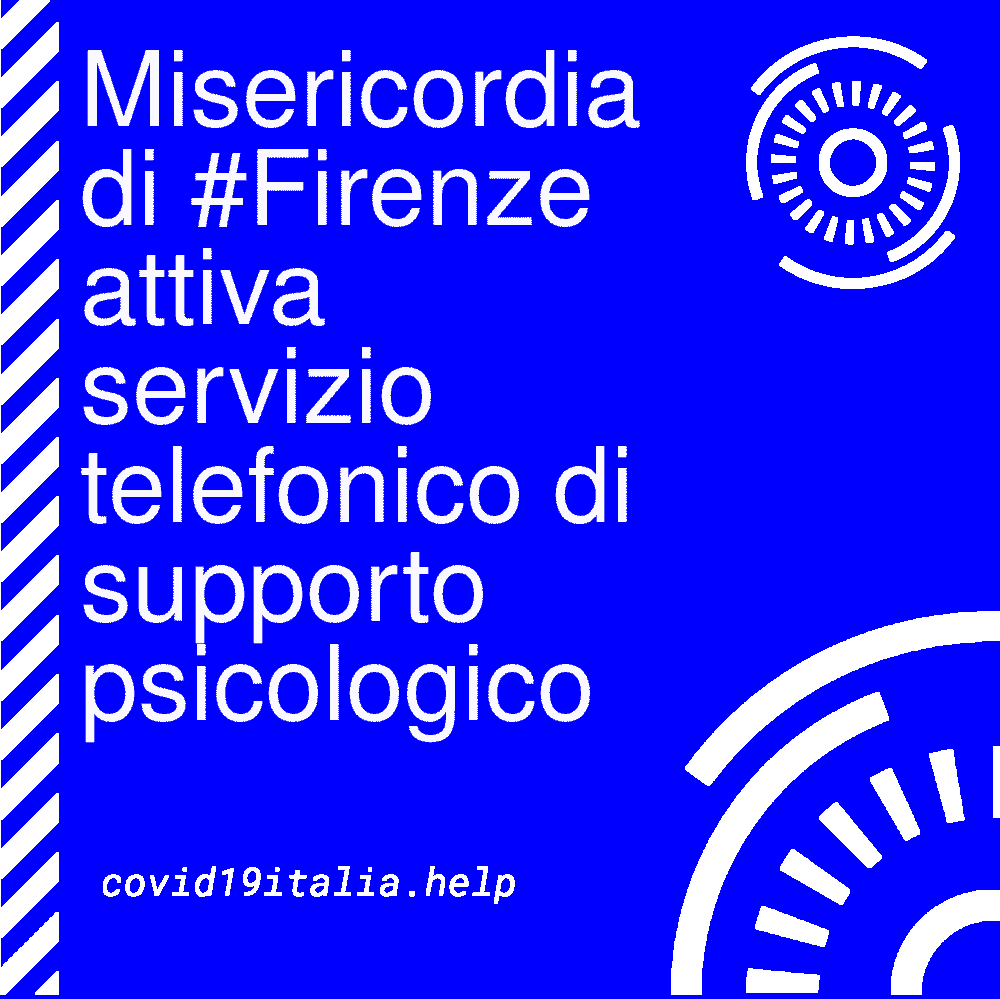 Misericordia
di #Firenze
attiva
servizio
telefonico di
supporto
psicologico
covid19italia.help